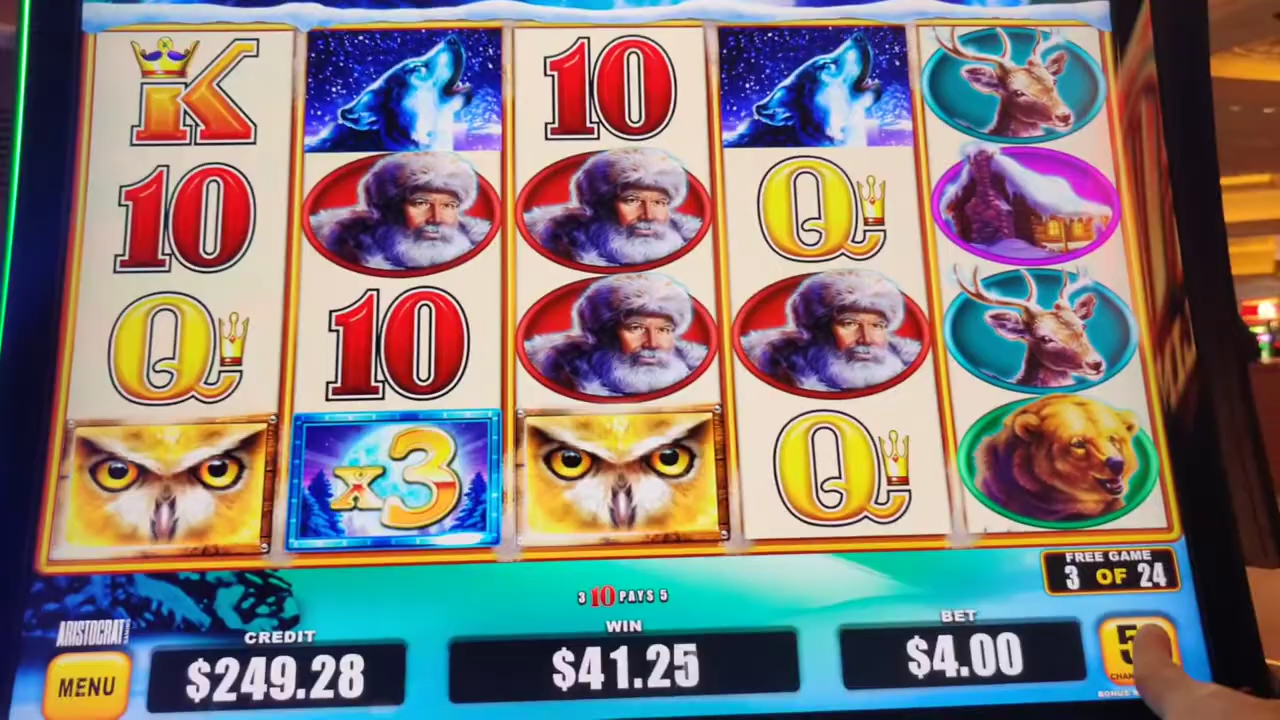 K 10
10 Q
Q 10
x3 Q
FREE GAME
3 OF 24
3 10 PAYS 5
ARISTOCRAT
CREDIT WIN BET
MENU $249.28 $41.25 $4.00 5